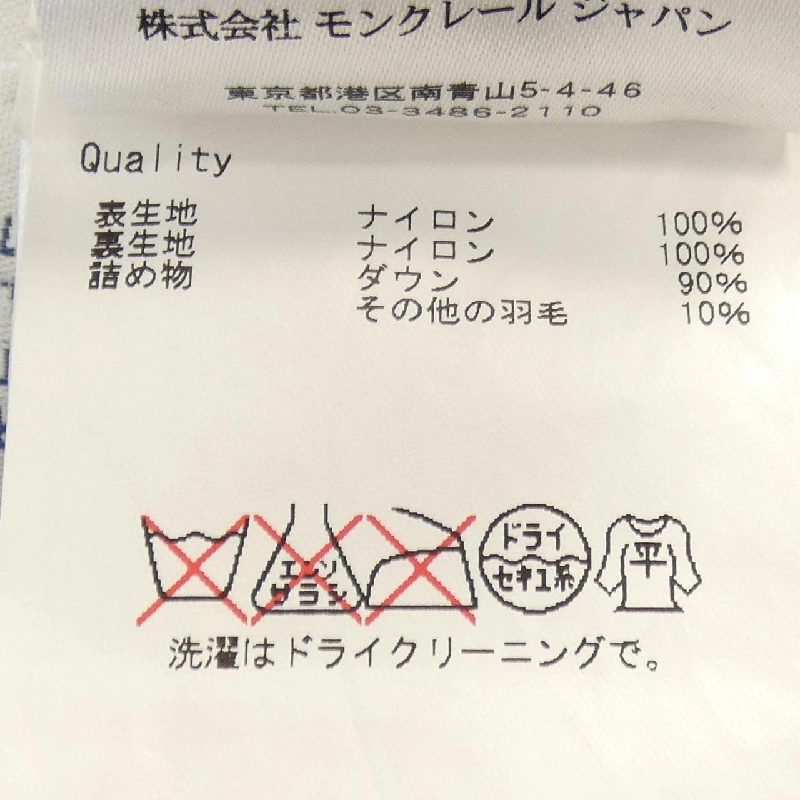 株式会社 モンクレール ジャパン
東京都港区南青山5-4-46
TEL.03-3486-2110
Quality
表生地 ナイロン 100%
裏生地 ナイロン 100%
詰め物 ダウン 90%
その他の羽毛 10%
エンソ
サラシ
ドライ
セキユ系
平
洗濯はドライクリーニングで。